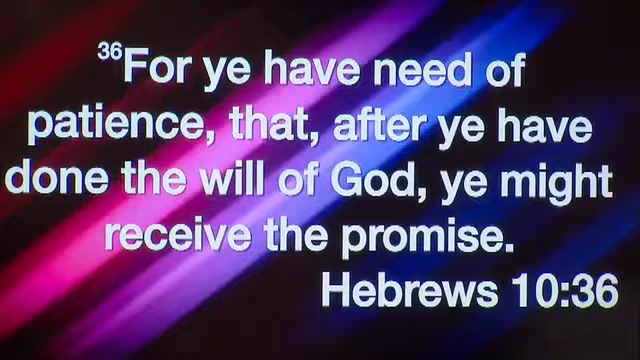 36For ye have need of
patience, that, after ye have
done the will of God, ye might
receive the promise.
Hebrews 10:36